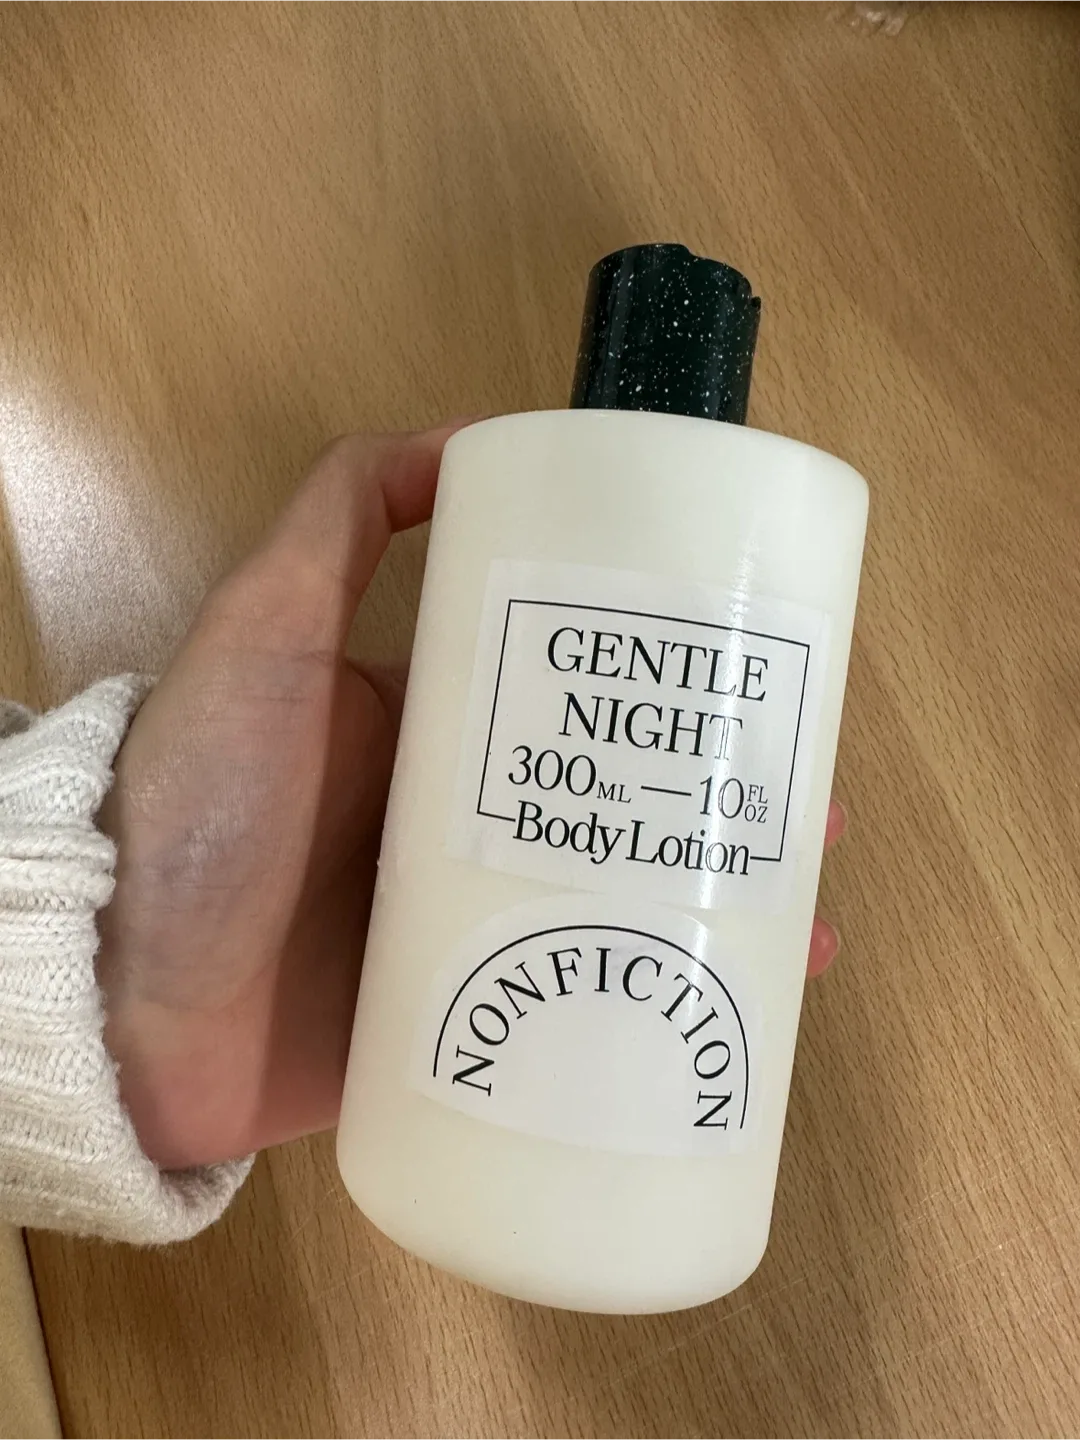 GENTLE
NIGHT
300ML — 10FL OZ
Body Lotion
NONFICTION